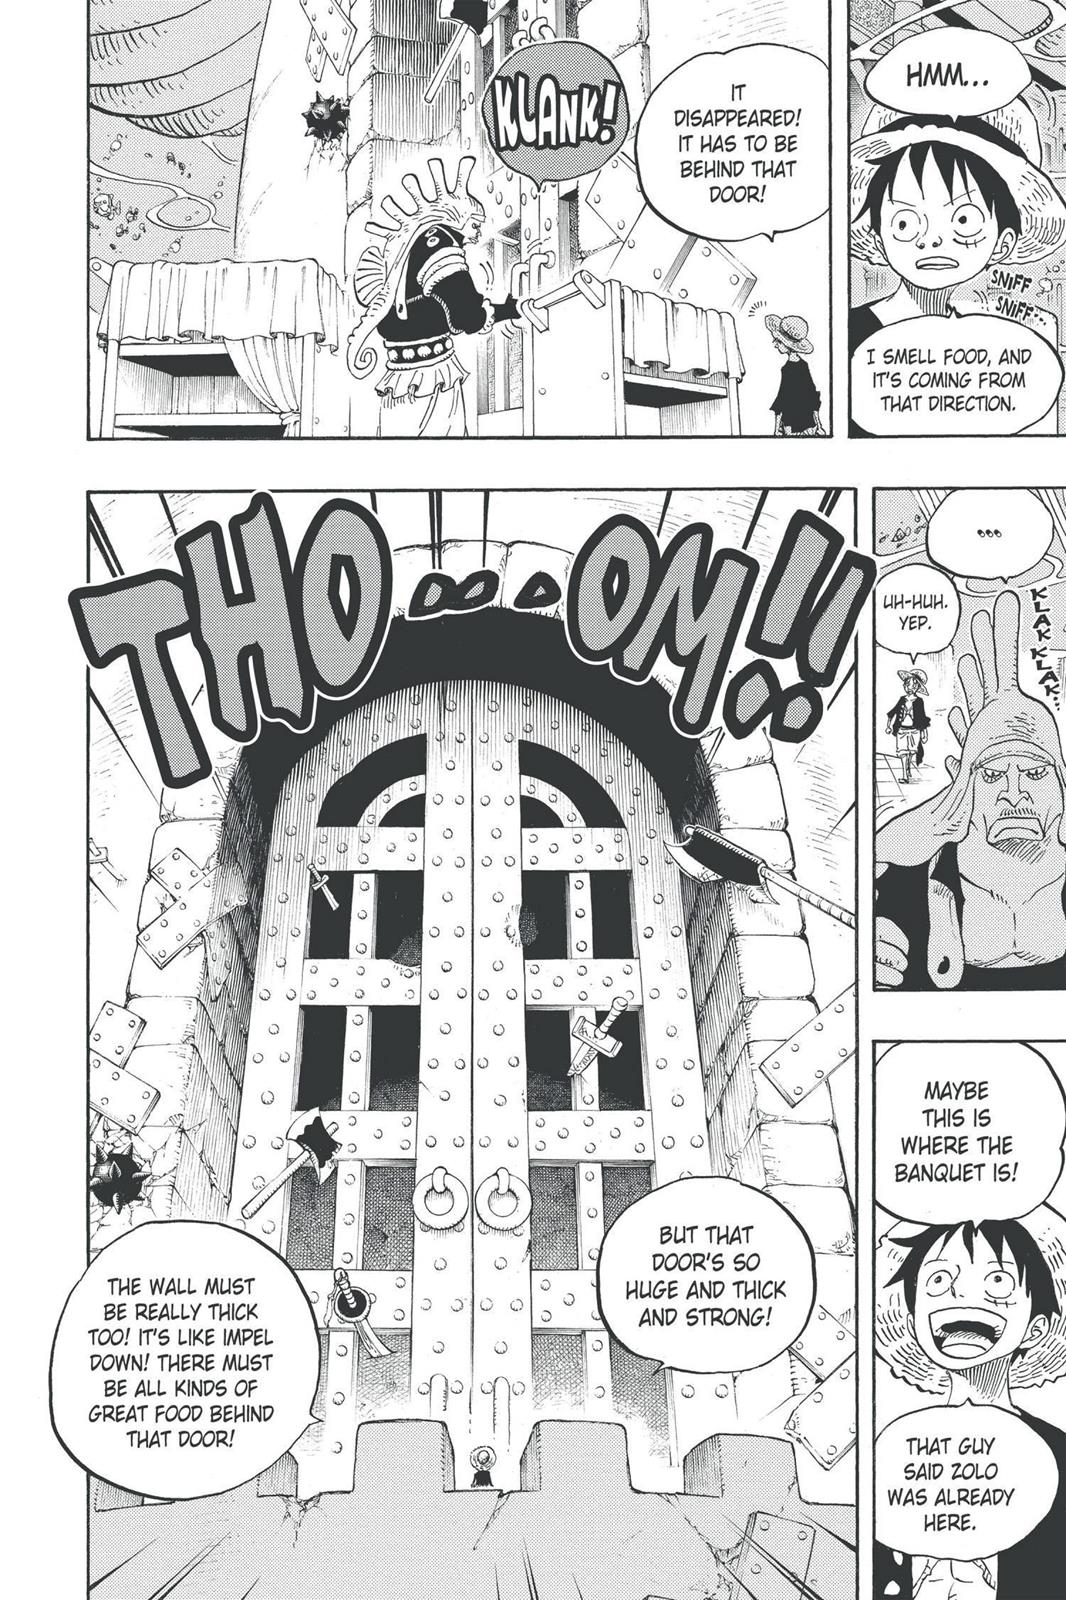 HMM...
SNIFF
SNIFF...
I SMELL FOOD, AND
IT'S COMING FROM
THAT DIRECTION.
IT
DISAPPEARED!
IT HAS TO BE
BEHIND THAT
DOOR!
KLANK!
...
UH-HUH.
YEP.
KLAK KLAK...
MAYBE
THIS IS
WHERE THE
BANQUET IS!
THAT GUY
SAID ZOLO
WAS ALREADY
HERE.
THO...OM!!
BUT THAT
DOOR'S SO
HUGE AND THICK
AND STRONG!
THE WALL MUST
BE REALLY THICK
TOO! IT'S LIKE IMPEL
DOWN! THERE MUST
BE ALL KINDS OF
GREAT FOOD BEHIND
THAT DOOR!